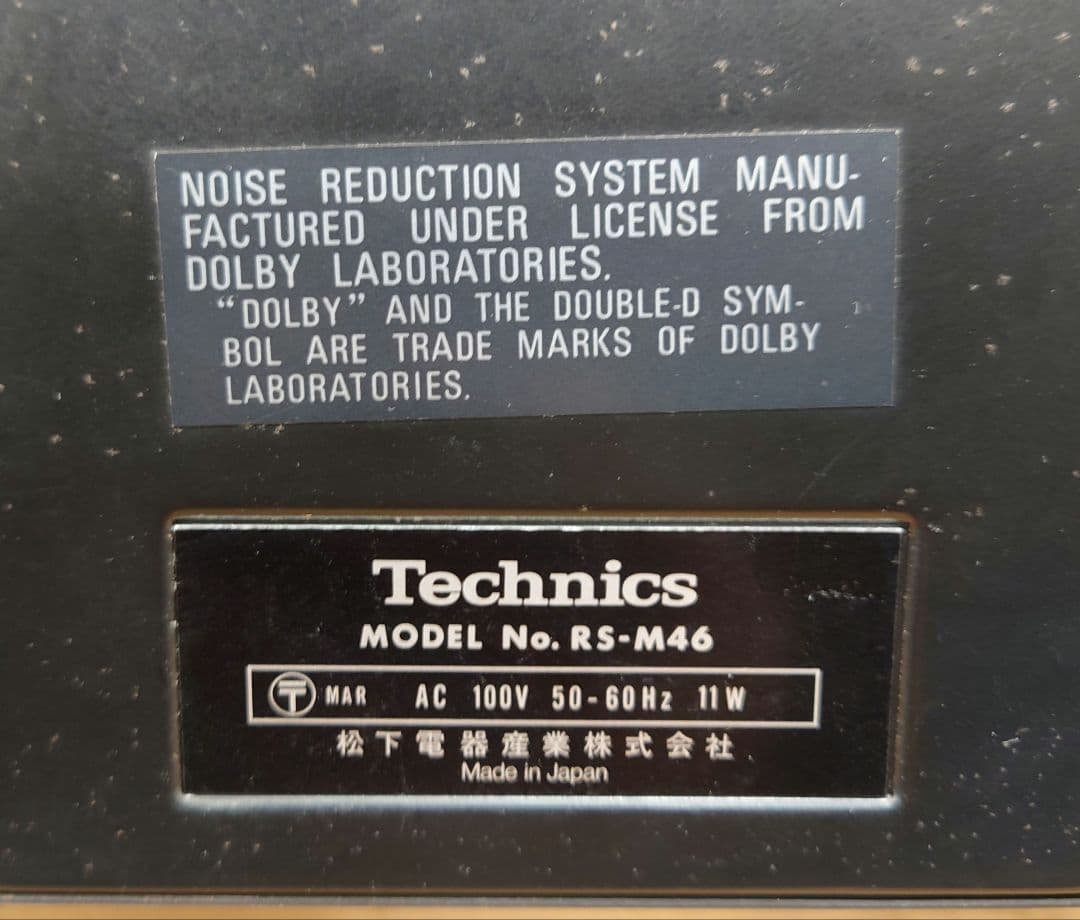 NOISE REDUCTION SYSTEM MANU-
FACTURED UNDER LICENSE FROM
DOLBY LABORATORIES.
"DOLBY" AND THE DOUBLE-D SYM-
BOL ARE TRADE MARKS OF DOLBY
LABORATORIES.
Technics
MODEL No. RS-M46
〒 MAR AC 100V 50-60Hz 11W
松下電器産業株式会社
Made in Japan